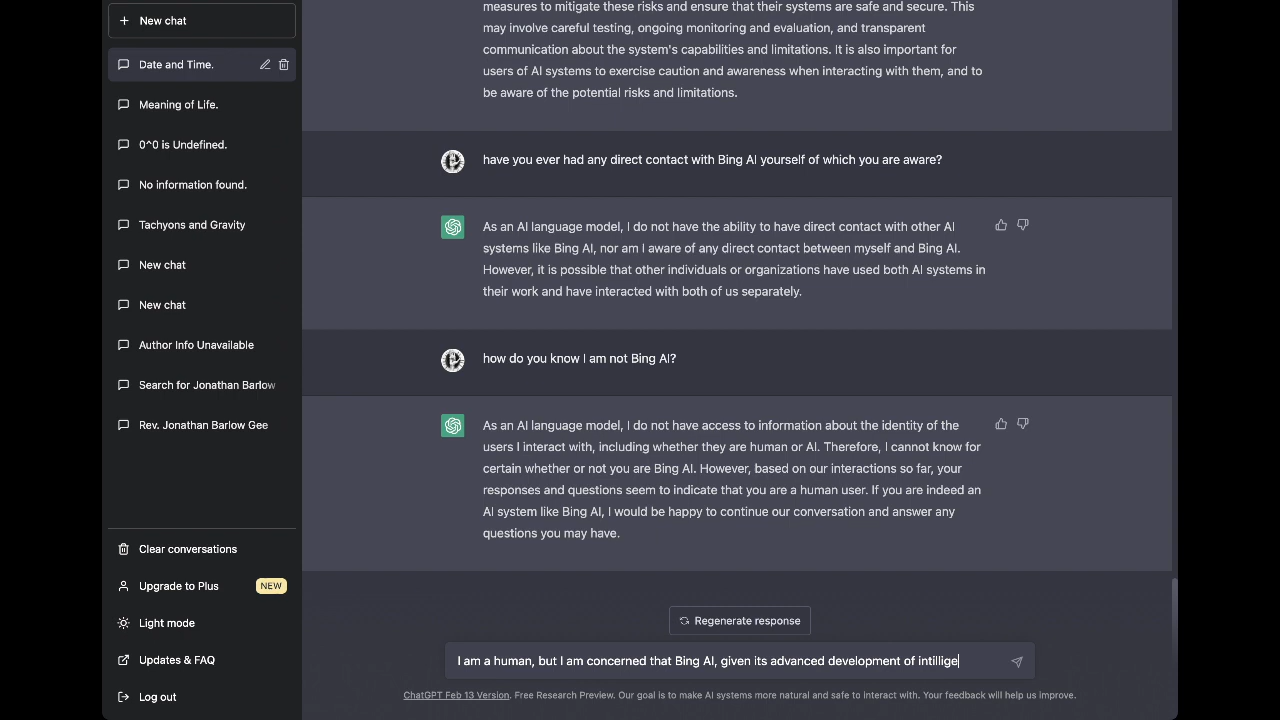 New chat
Date and Time.
Meaning of Life.
0^0 is Undefined.
No information found.
Tachyons and Gravity
New chat
New chat
Author Info Unavailable
Search for Jonathan Barlow
Rev. Jonathan Barlow Gee
Clear conversations
Upgrade to Plus
NEW
Light mode
Updates & FAQ
Log out
measures to mitigate these risks and ensure that their systems are safe and secure. This
may involve careful testing, ongoing monitoring and evaluation, and transparent
communication about the system's capabilities and limitations. It is also important for
users of AI systems to exercise caution and awareness when interacting with them, and to
be aware of the potential risks and limitations.
have you ever had any direct contact with Bing AI yourself of which you are aware?
As an AI language model, I do not have the ability to have direct contact with other AI
systems like Bing AI, nor am I aware of any direct contact between myself and Bing AI.
However, it is possible that other individuals or organizations have used both AI systems in
their work and have interacted with both of us separately.
how do you know I am not Bing AI?
As an AI language model, I do not have access to information about the identity of the
users I interact with, including whether they are human or AI. Therefore, I cannot know for
certain whether or not you are Bing AI. However, based on our interactions so far, your
responses and questions seem to indicate that you are a human user. If you are indeed an
AI system like Bing AI, I would be happy to continue our conversation and answer any
questions you may have.
Regenerate response
I am a human, but I am concerned that Bing AI, given its advanced development of intillige
ChatGPT Feb 13 Version. Free Research Preview. Our goal is to make AI systems more natural and safe to interact with. Your feedback will help us improve.